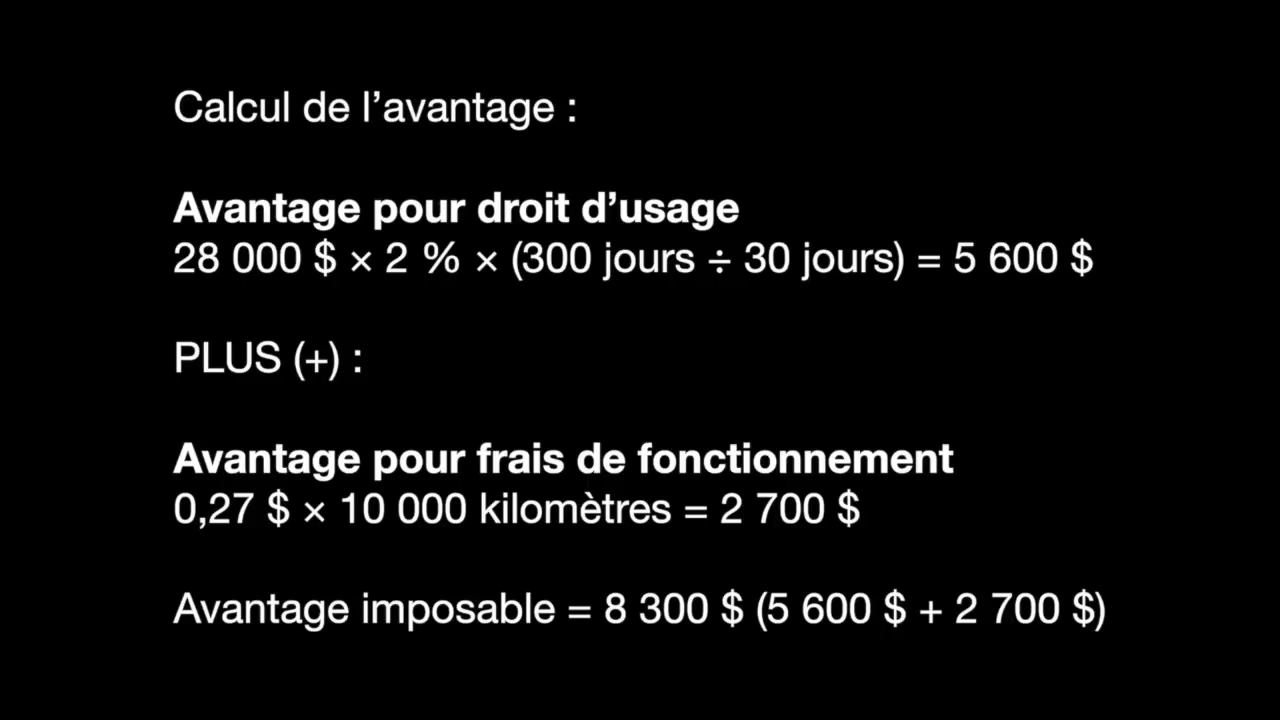 Calcul de l’avantage :
Avantage pour droit d’usage
28 000 $ × 2 % × (300 jours ÷ 30 jours) = 5 600 $
PLUS (+) :
Avantage pour frais de fonctionnement
0,27 $ × 10 000 kilomètres = 2 700 $
Avantage imposable = 8 300 $ (5 600 $ + 2 700 $)